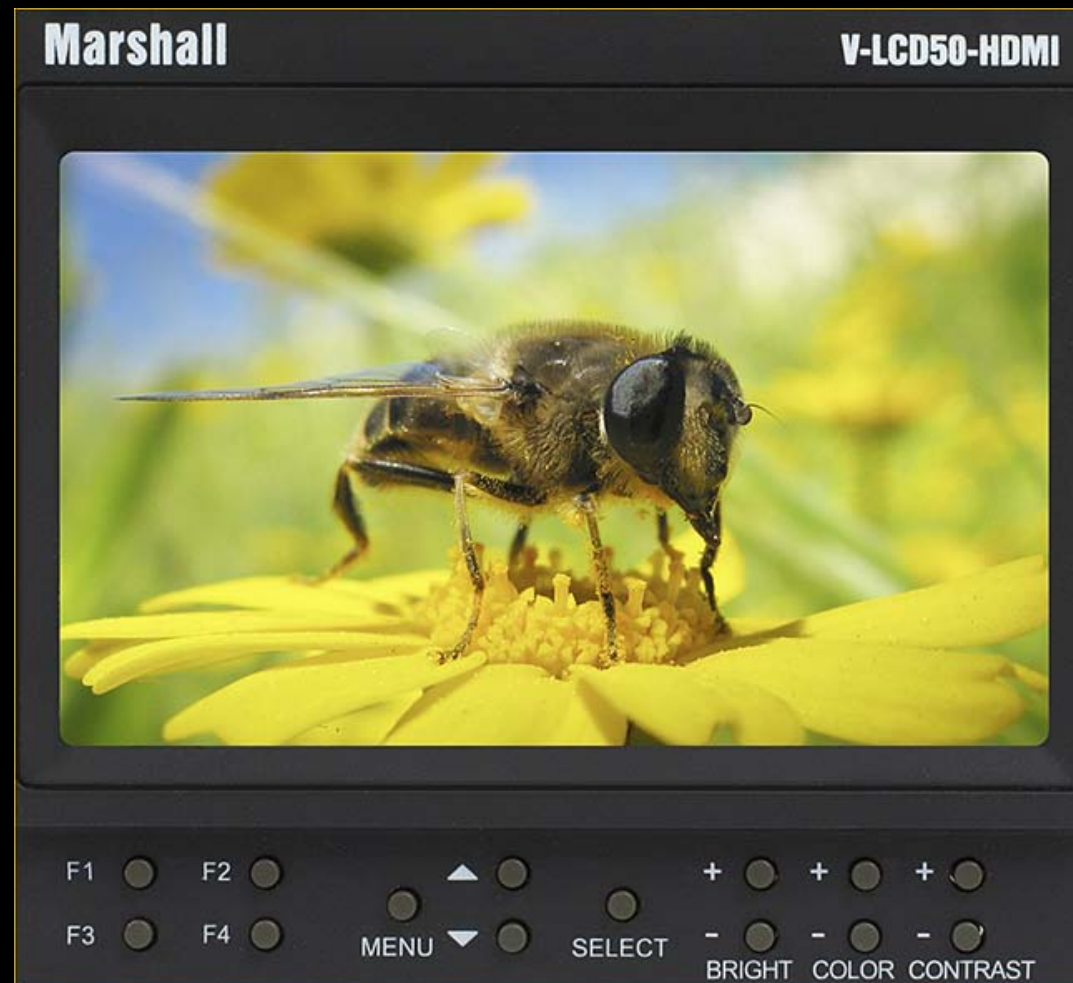 Marshall V-LCD50-HDMI
F1 F2 + + +
F3 F4 MENU SELECT - - -
BRIGHT COLOR CONTRAST